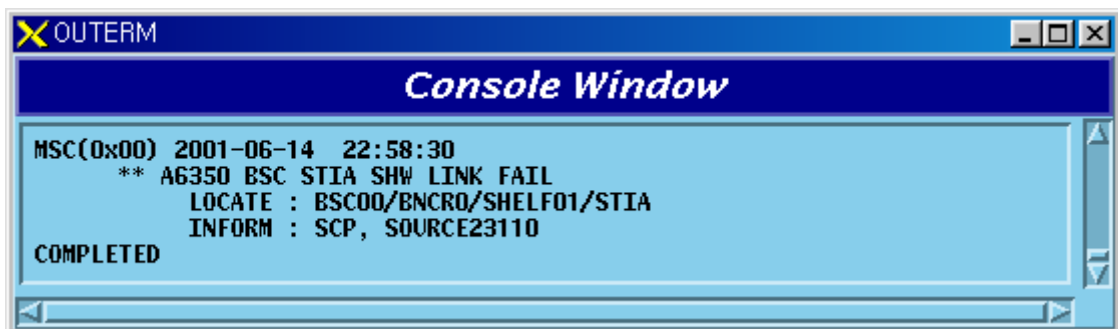 OUTERM
Console Window
MSC(0x00) 2001-06-14 22:58:30
** A6350 BSC STIA SHW LINK FAIL
LOCATE : BSC00/BNCR0/SHELF01/STIA
INFORM : SCP, SOURCE23110
COMPLETED